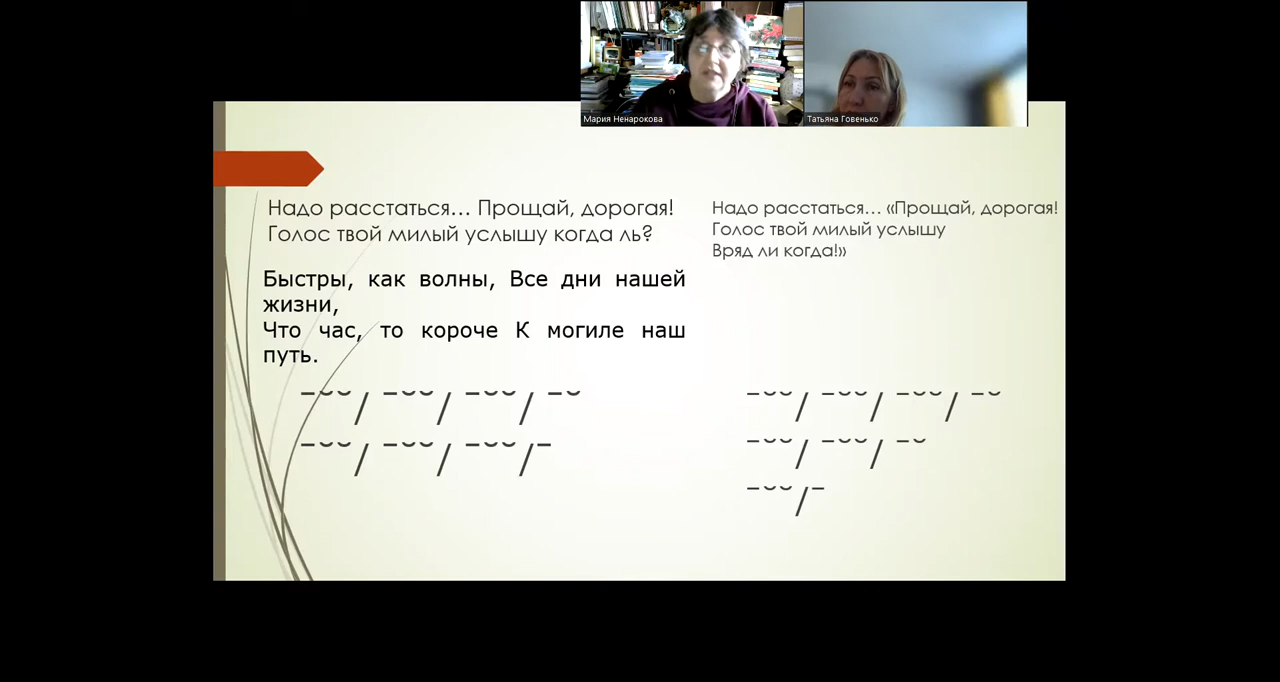 Мария Ненарокова
Татьяна Говенько
Надо расстаться... Прощай, дорогая!
Голос твой милый услышу когда ль?
Быстры, как волны, Все дни нашей
жизни,
Что час, то короче К могиле наш
путь.
‒˘˘/ ‒˘˘/ ‒˘˘/ ‒˘
‒˘˘/ ‒˘˘/ ‒˘˘/‒
Надо расстаться... «Прощай, дорогая!
Голос твой милый услышу
Вряд ли когда!»
‒˘˘/ ‒˘˘/ ‒˘˘/ ‒˘
‒˘˘/ ‒˘˘/ ‒˘
‒˘˘/‒